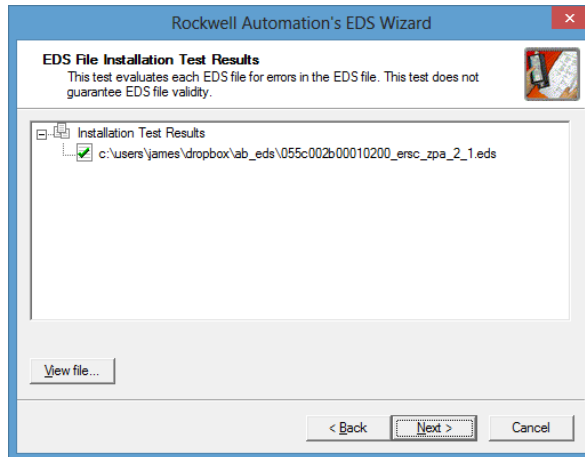 Rockwell Automation's EDS Wizard
EDS File Installation Test Results
This test evaluates each EDS file for errors in the EDS file. This test does not
guarantee EDS file validity.
Installation Test Results
c:\users\james\dropbox\ab_eds\055c002b00010200_ersc_zpa_2_1.eds
View file...
< Back
Next >
Cancel